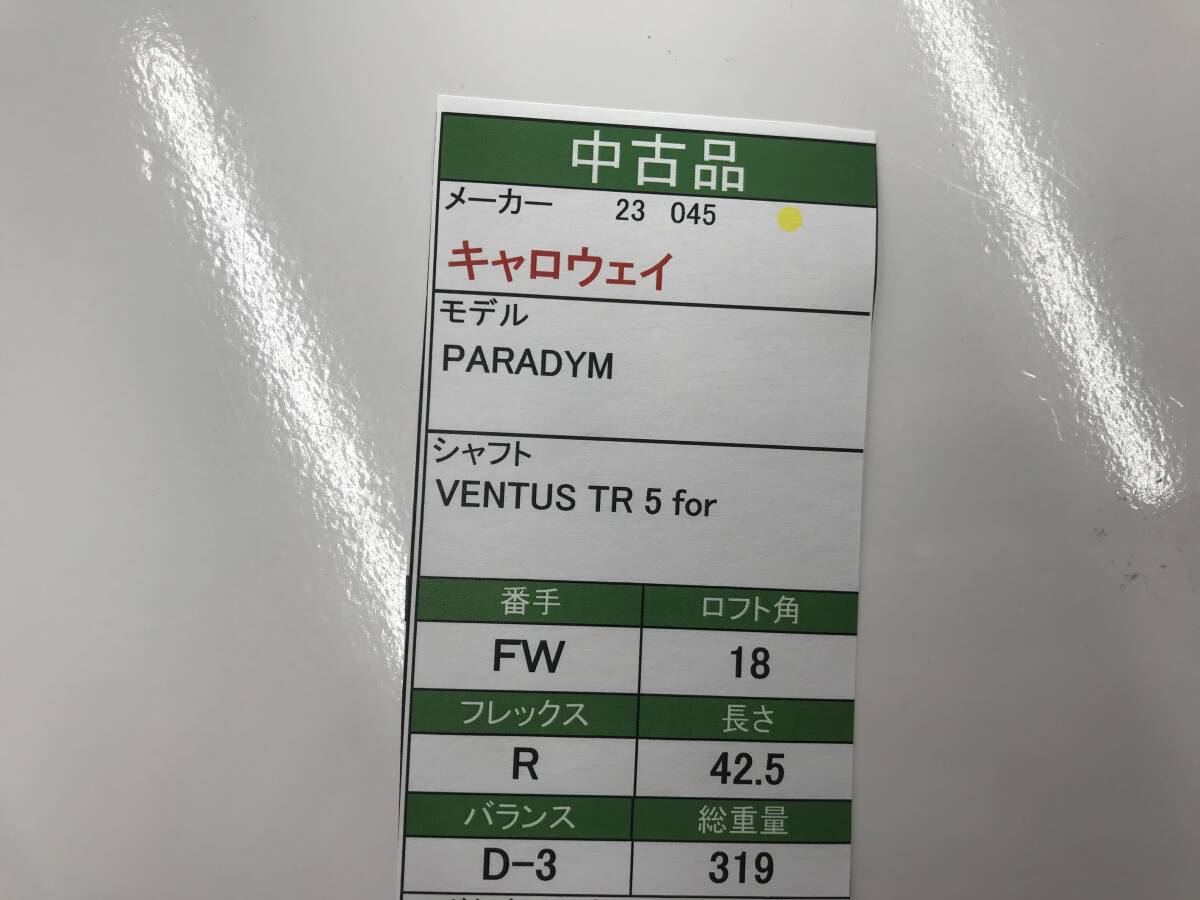 中古品
メーカー 23 045
キャロウェイ
モデル
PARADYM
シャフト
VENTUS TR 5 for
番手 ロフト角
FW 18
フレックス 長さ
R 42.5
バランス 総重量
D-3 319